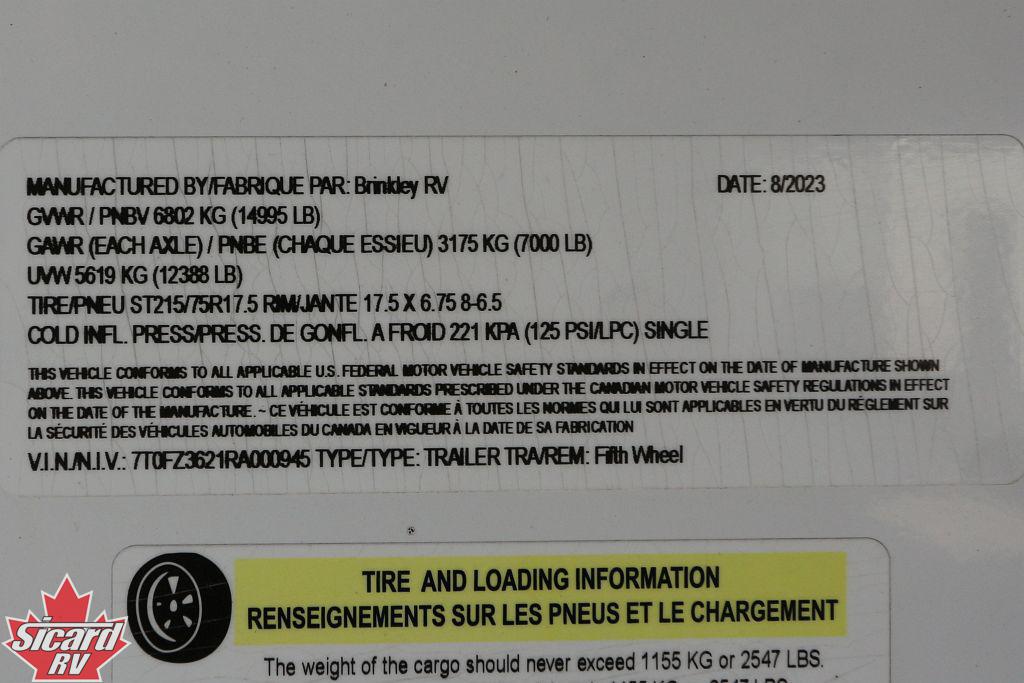 MANUFACTURED BY/FABRIQUE PAR: Brinkley RV DATE: 8/2023
GVWR / PNBV 6802 KG (14995 LB)
GAWR (EACH AXLE) / PNBE (CHAQUE ESSIEU) 3175 KG (7000 LB)
UVW 5619 KG (12388 LB)
TIRE/PNEU ST215/75R17.5 RIM/JANTE 17.5 X 6.75 8-6.5
COLD INFL. PRESS/PRESS. DE GONFL. A FROID 221 KPA (125 PSI/LPC) SINGLE
THIS VEHICLE CONFORMS TO ALL APPLICABLE U.S. FEDERAL MOTOR VEHICLE SAFETY STANDARDS IN EFFECT ON THE DATE OF MANUFACTURE SHOWN
ABOVE. THIS VEHICLE CONFORMS TO ALL APPLICABLE STANDARDS PRESCRIBED UNDER THE CANADIAN MOTOR VEHICLE SAFETY REGULATIONS IN EFFECT
ON THE DATE OF THE MANUFACTURE. ~ CE VÉHICULE EST CONFORME À TOUTES LES NORMES QUI LUI SONT APPLICABLES EN VERTU DU RÉGLEMENT SUR
LA SÉCURITÉ DES VÉHICULES AUTOMOBILES DU CANADA EN VIGUEUR À LA DATE DE SA FABRICATION
V.I.N./N.I.V.: 7T0FZ3621RA000945 TYPE/TYPE: TRAILER TRA/REM: Fifth Wheel
TIRE AND LOADING INFORMATION
RENSEIGNEMENTS SUR LES PNEUS ET LE CHARGEMENT
The weight of the cargo should never exceed 1155 KG or 2547 LBS.
Sicard
RV